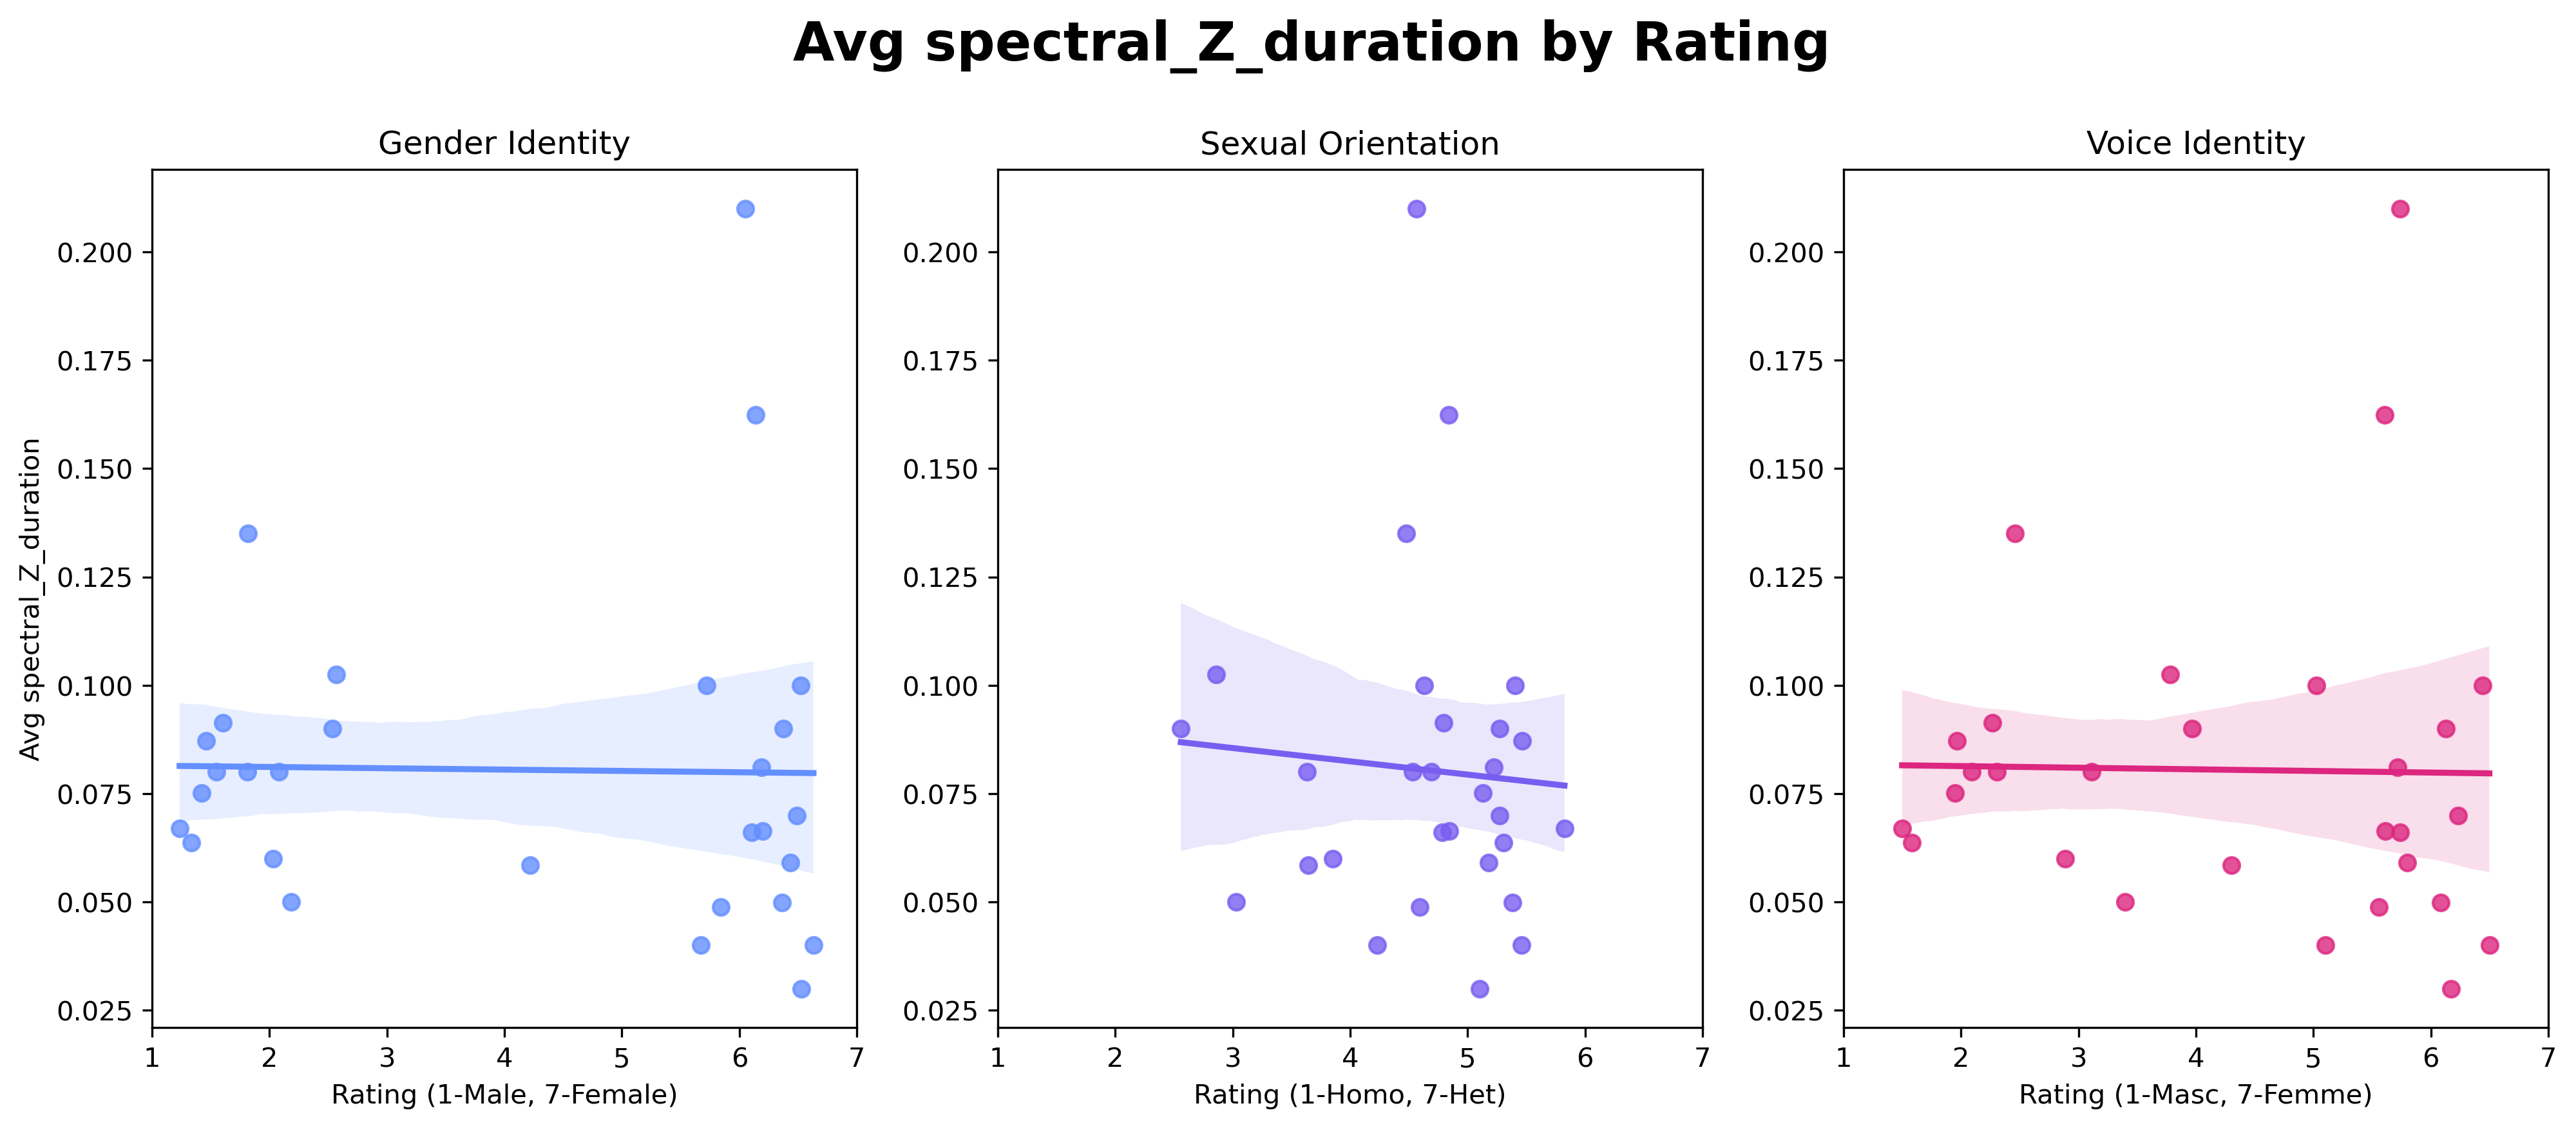 Avg spectral_Z_duration by Rating
Gender Identity
Sexual Orientation
Voice Identity
Avg spectral_Z_duration
0.200
0.175
0.150
0.125
0.100
0.075
0.050
0.025
1 2 3 4 5 6 7
Rating (1-Male, 7-Female)
0.200
0.175
0.150
0.125
0.100
0.075
0.050
0.025
1 2 3 4 5 6 7
Rating (1-Homo, 7-Het)
0.200
0.175
0.150
0.125
0.100
0.075
0.050
0.025
1 2 3 4 5 6 7
Rating (1-Masc, 7-Femme)